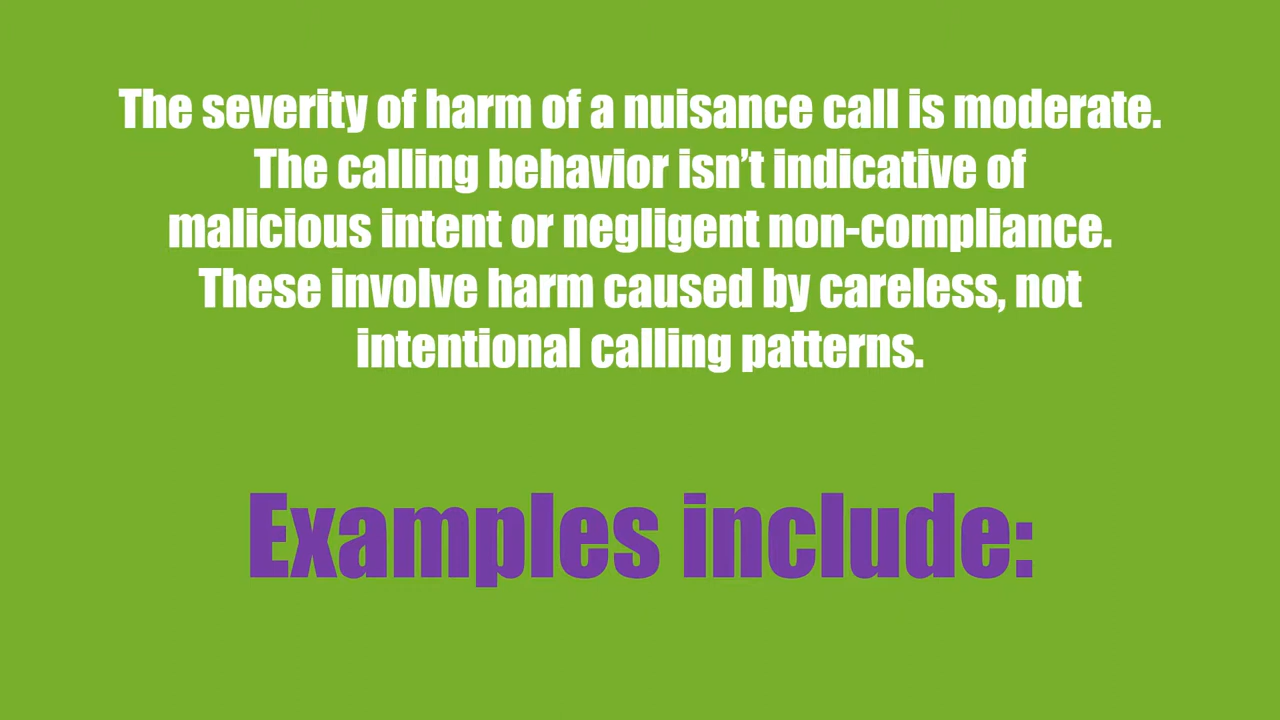 The severity of harm of a nuisance call is moderate.
The calling behavior isn’t indicative of
malicious intent or negligent non-compliance.
These involve harm caused by careless, not
intentional calling patterns.
Examples include: